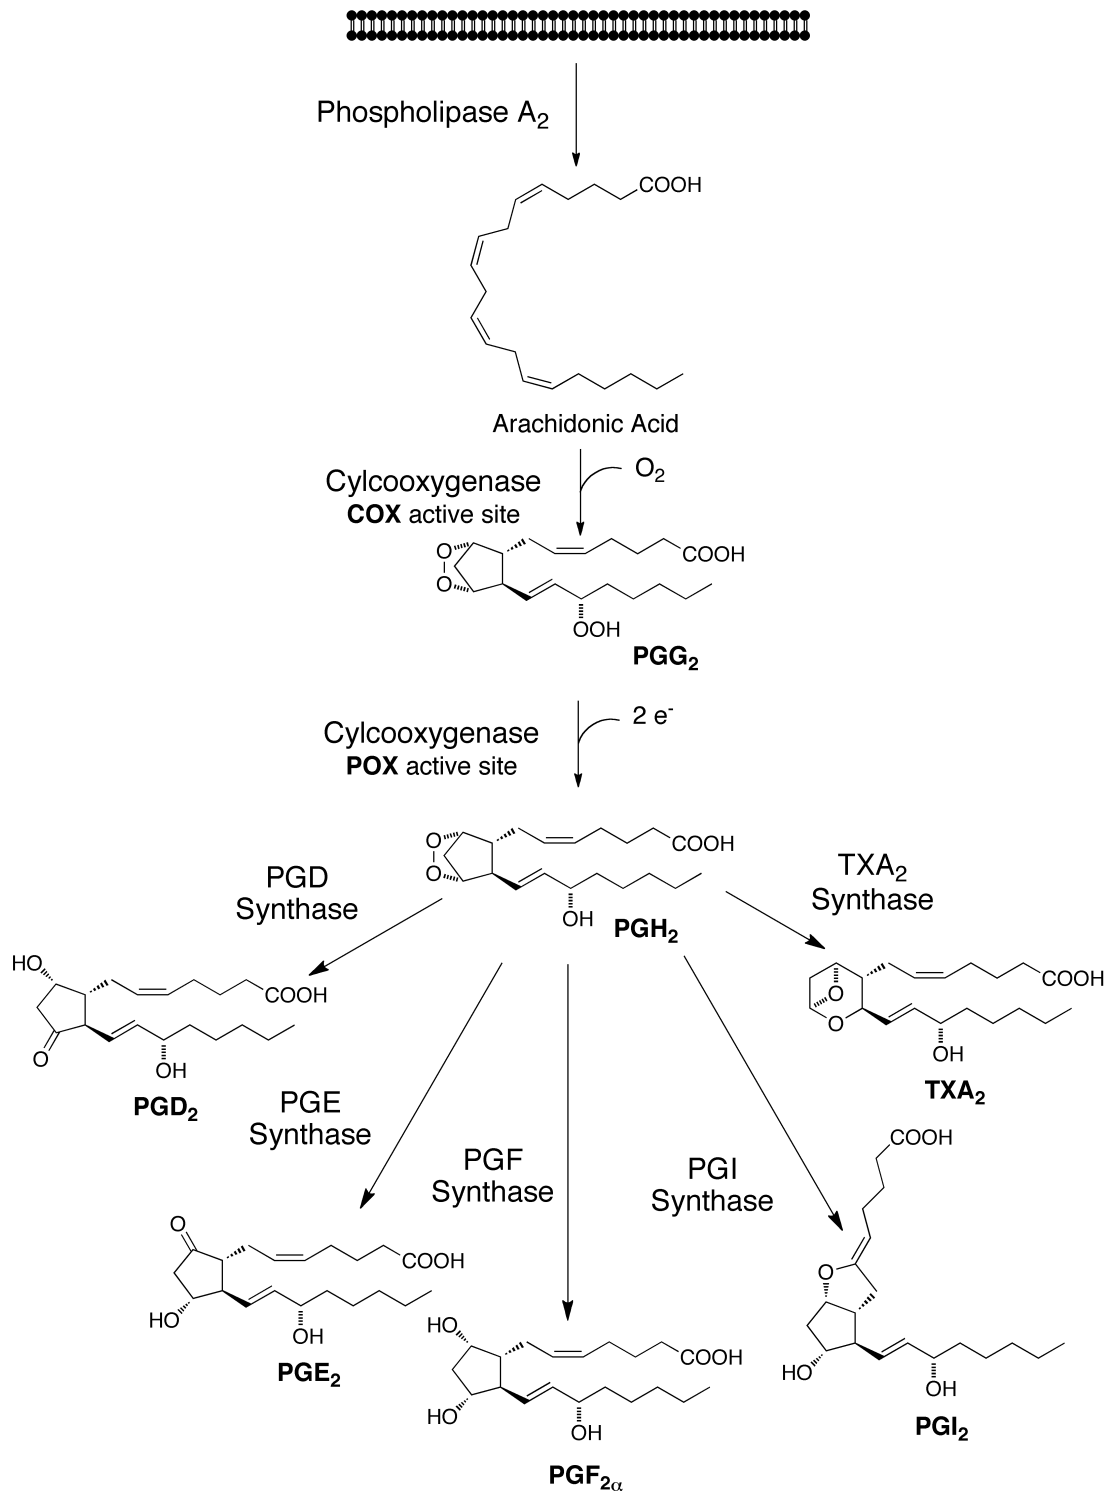 Phospholipase A2
COOH
Arachidonic Acid
Cylcooxygenase
COX active site
O2
O
O
COOH
OOH
PGG2
Cylcooxygenase
POX active site
2 e-
O
O
COOH
OH
PGH2
PGD
Synthase
TXA2
Synthase
HO
COOH
O
OH
PGD2
O
O
COOH
OH
TXA2
PGE
Synthase
PGF
Synthase
PGI
Synthase
O
COOH
HO
OH
PGE2
HO
COOH
HO
OH
PGF2α
COOH
O
HO
OH
PGI2